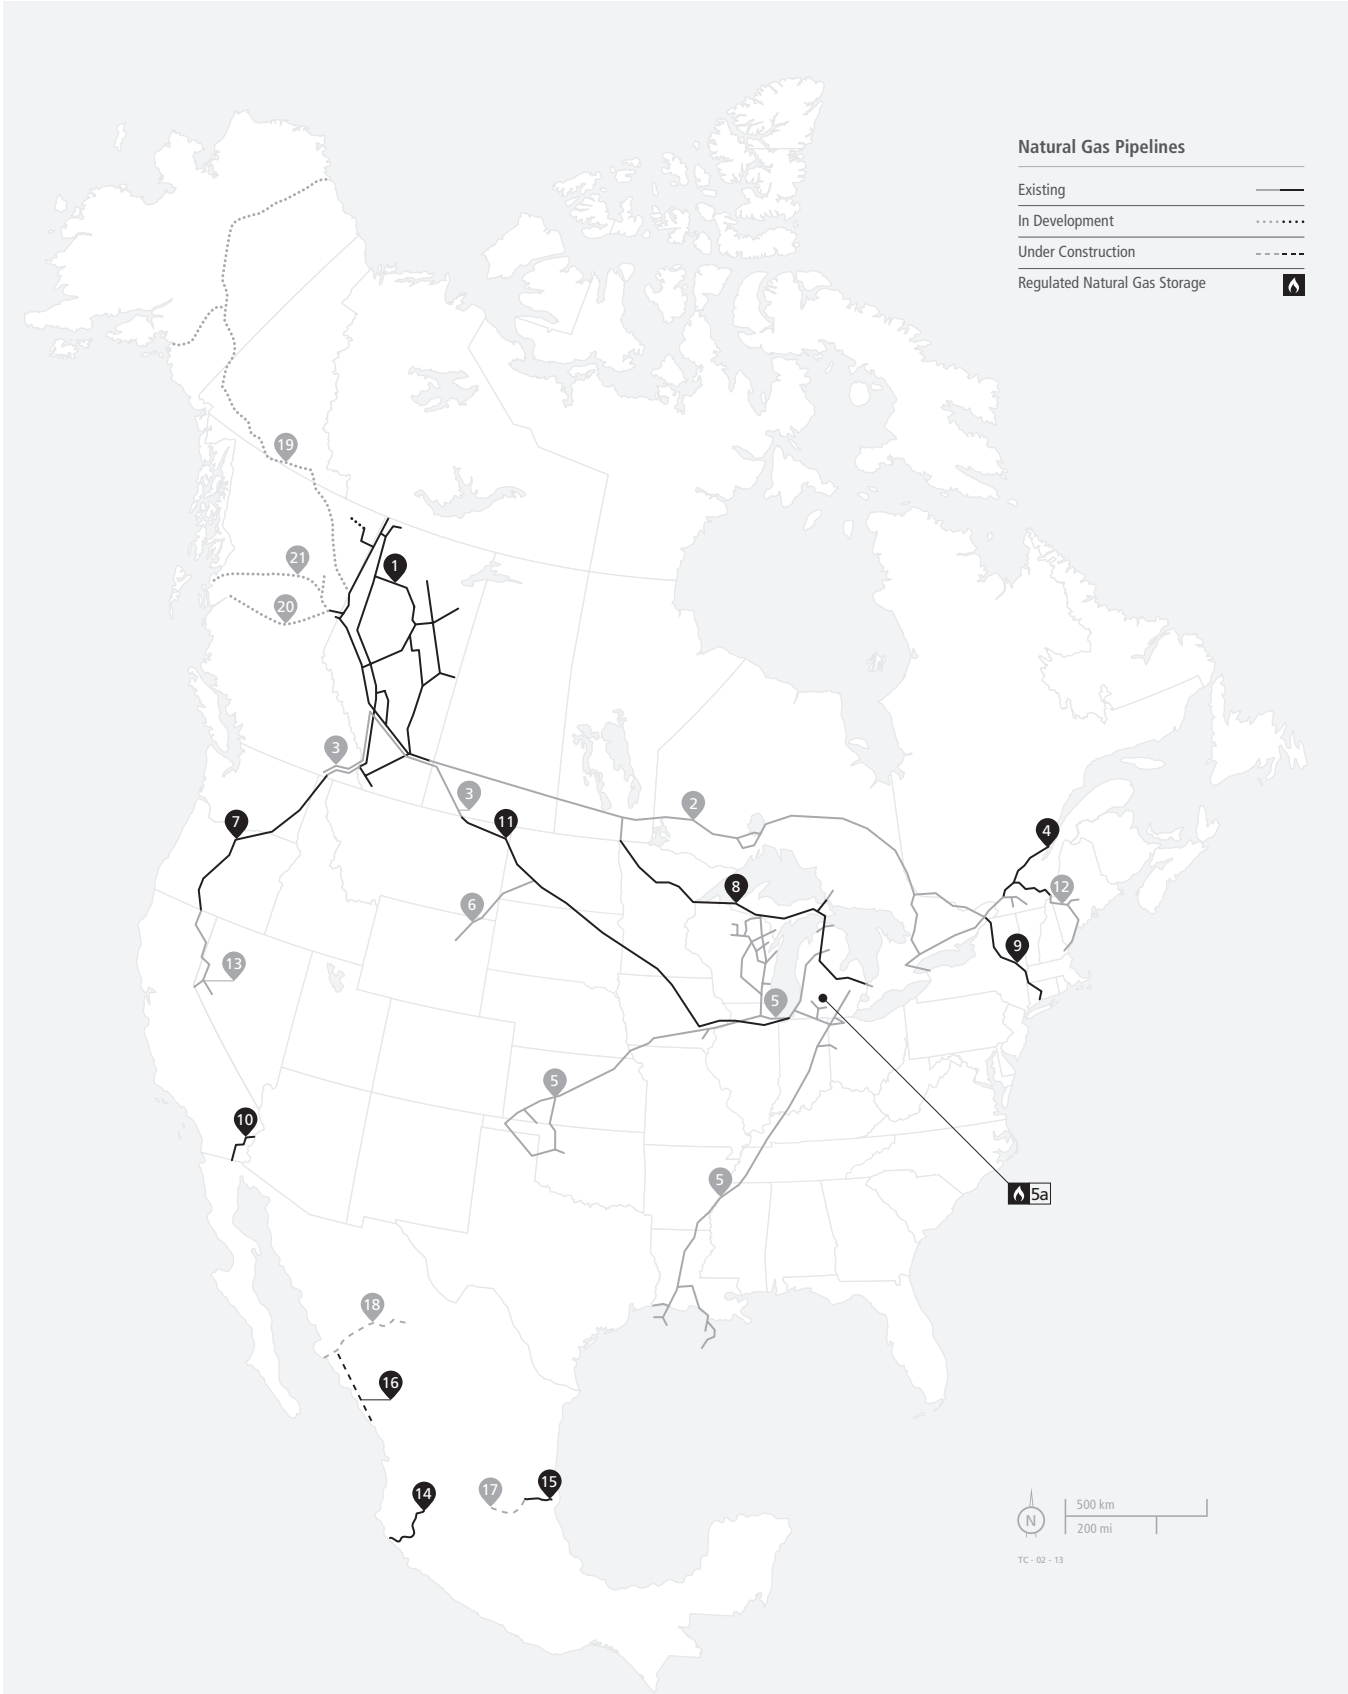 Natural Gas Pipelines
Existing
In Development
Under Construction
Regulated Natural Gas Storage
19
21
1
20
3
3
2
7
11
4
8
12
6
9
13
5
5
10
5
5a
18
16
15
17
14
500 km
N
200 mi
TC - 02 - 13